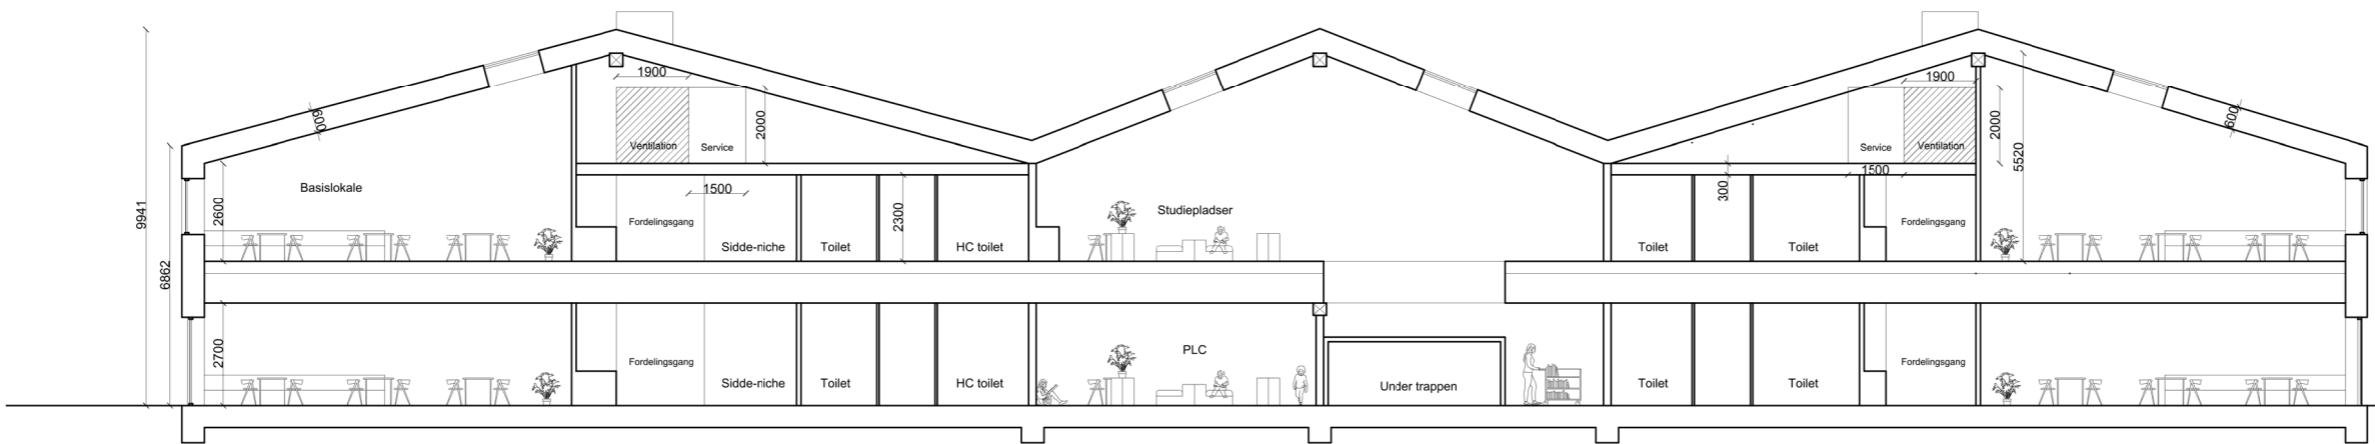 1900
1900
600
2000
2000
600
Ventilation
Service
Service
Ventilation
5520
1500
1500
300
Basislokale
9941
2600
2300
Studiepladser
Fordelingsgang
Fordelingsgang
Sidde-niche
Toilet
HC toilet
Toilet
Toilet
6862
2700
PLC
Fordelingsgang
Fordelingsgang
Sidde-riche
Toilet
HC toilet
Under trappen
Toilet
Toilet